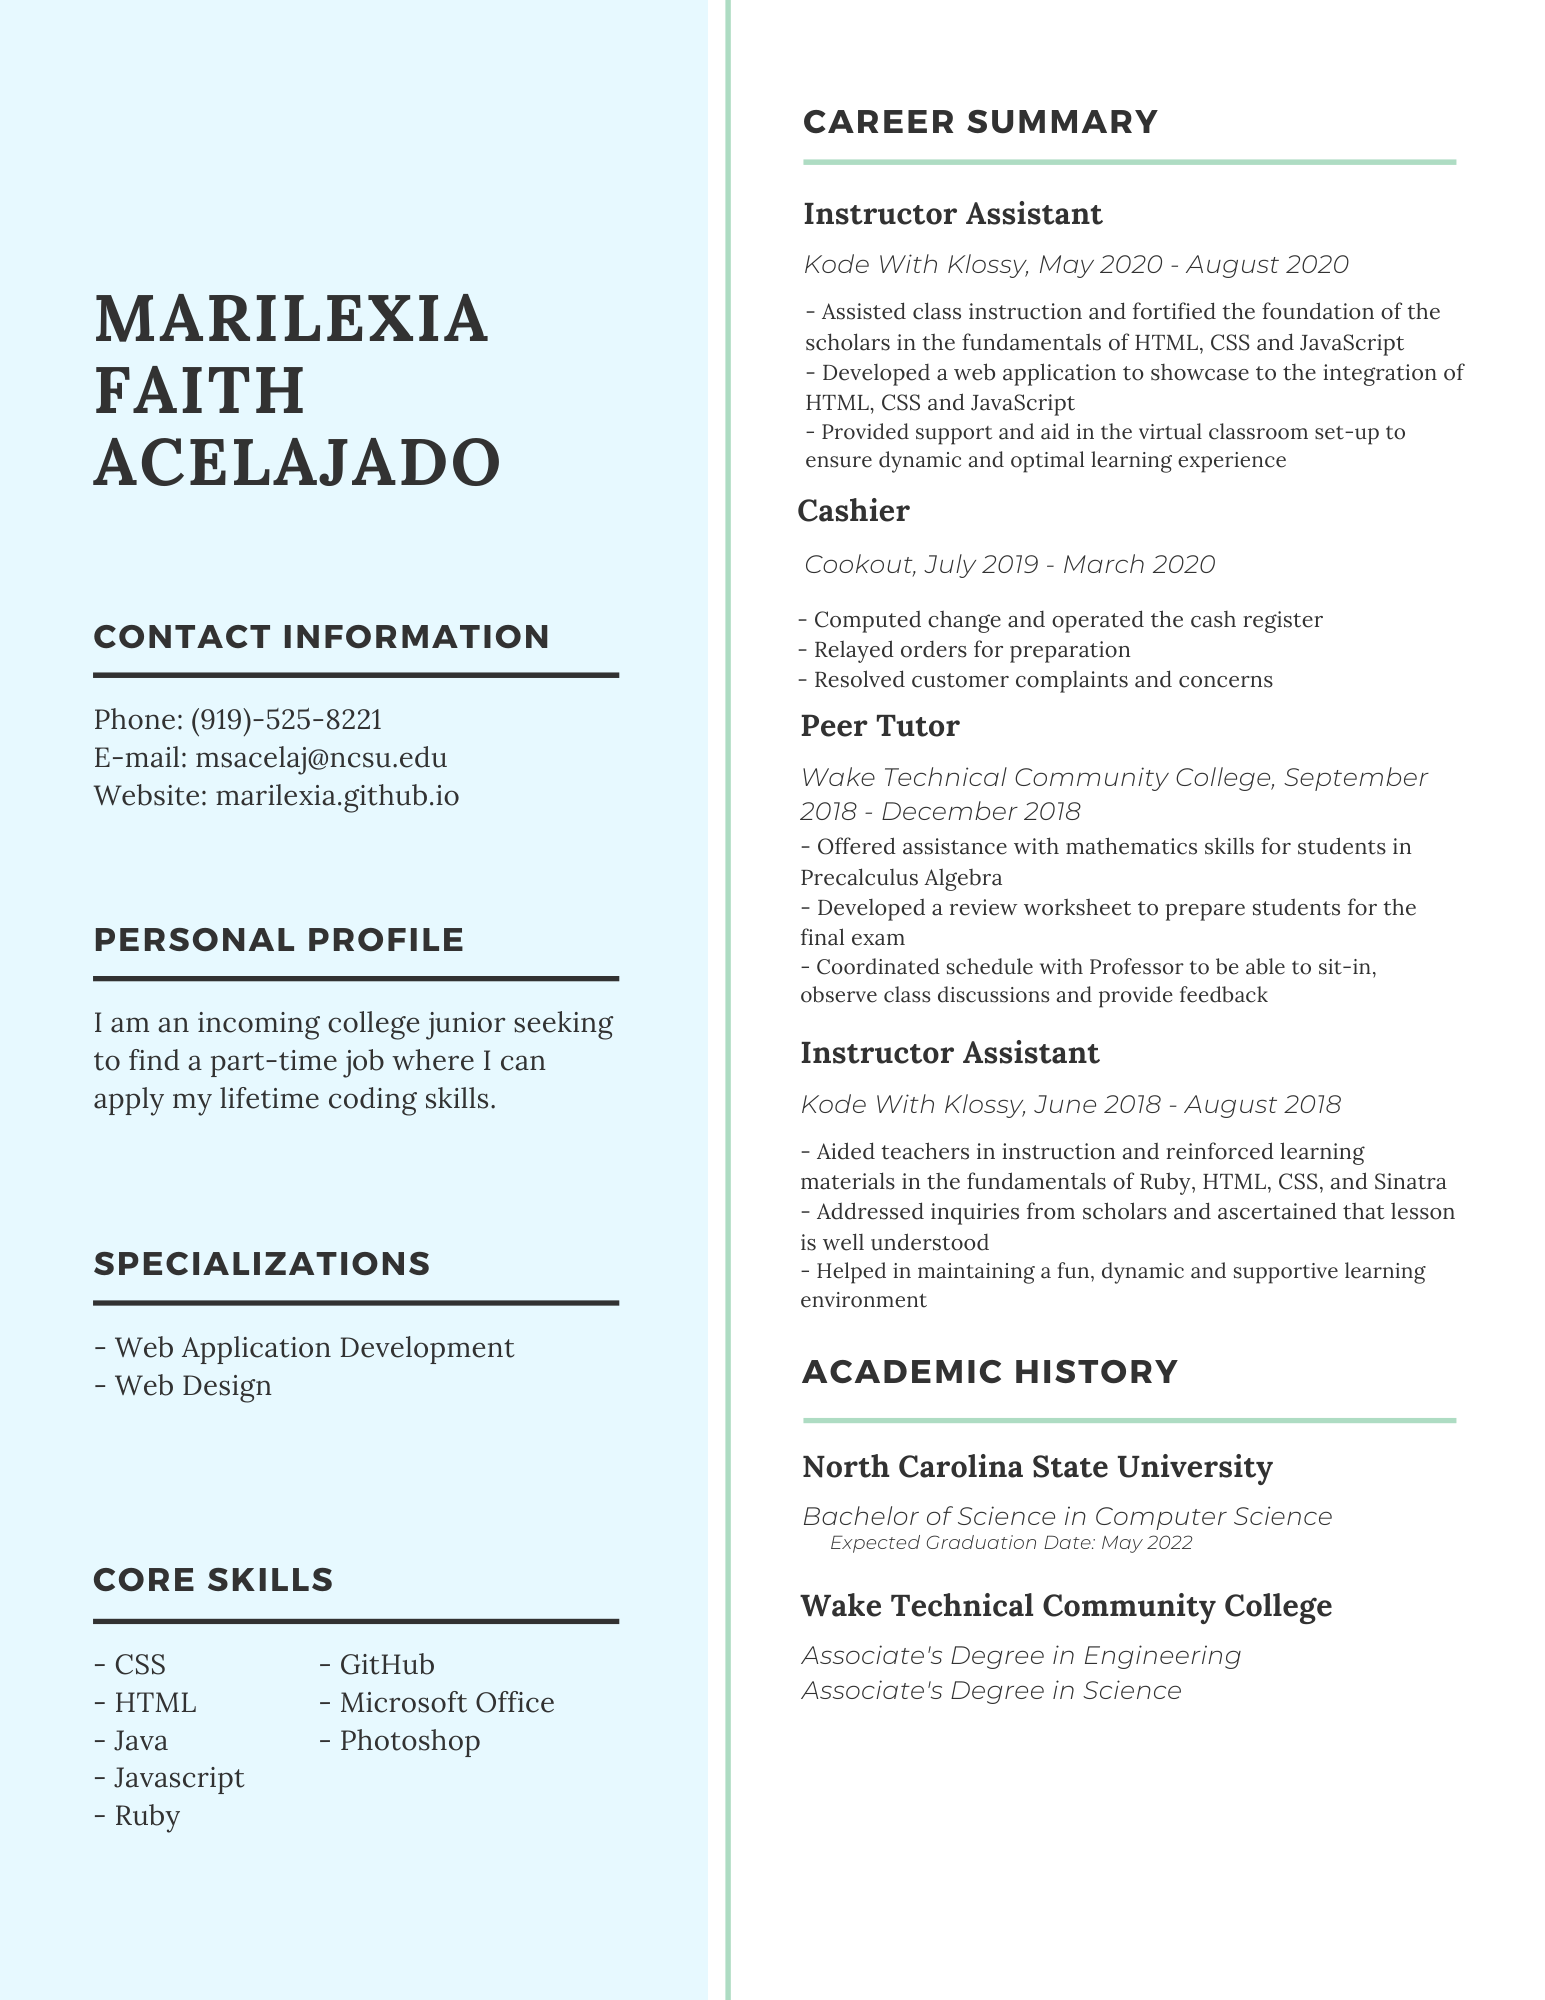 MARILEXIA
FAITH
ACELAJADO
CONTACT INFORMATION
Phone: (919)-525-8221
E-mail: msacelaj@ncsu.edu
Website: marilexia.github.io
PERSONAL PROFILE
I am an incoming college junior seeking
to find a part-time job where I can
apply my lifetime coding skills.
SPECIALIZATIONS
- Web Application Development
- Web Design
CORE SKILLS
- CSS
- HTML
- Java
- Javascript
- Ruby
- GitHub
- Microsoft Office
- Photoshop
CAREER SUMMARY
Instructor Assistant
Kode With Klossy, May 2020 - August 2020
- Assisted class instruction and fortified the foundation of the
scholars in the fundamentals of HTML, CSS and JavaScript
- Developed a web application to showcase to the integration of
HTML, CSS and JavaScript
- Provided support and aid in the virtual classroom set-up to
ensure dynamic and optimal learning experience
Cashier
Cookout, July 2019 - March 2020
- Computed change and operated the cash register
- Relayed orders for preparation
- Resolved customer complaints and concerns
Peer Tutor
Wake Technical Community College, September
2018 - December 2018
- Offered assistance with mathematics skills for students in
Precalculus Algebra
- Developed a review worksheet to prepare students for the
final exam
- Coordinated schedule with Professor to be able to sit-in,
observe class discussions and provide feedback
Instructor Assistant
Kode With Klossy, June 2018 - August 2018
- Aided teachers in instruction and reinforced learning
materials in the fundamentals of Ruby, HTML, CSS, and Sinatra
- Addressed inquiries from scholars and ascertained that lesson
is well understood
- Helped in maintaining a fun, dynamic and supportive learning
environment
ACADEMIC HISTORY
North Carolina State University
Bachelor of Science in Computer Science
Expected Graduation Date: May 2022
Wake Technical Community College
Associate's Degree in Engineering
Associate's Degree in Science